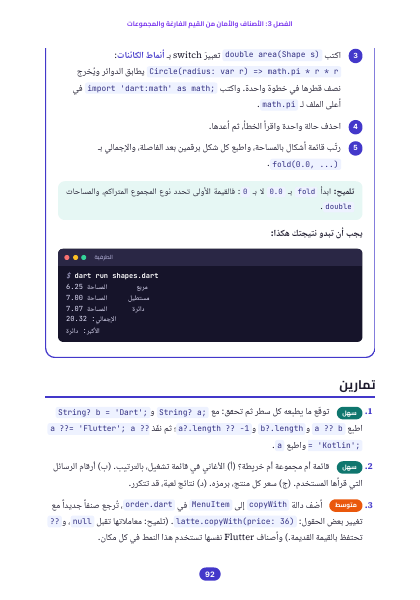 الفصل 3: الأصناف والأمان من القيم الفارغة والمجموعات
3 اكتب double area(Shape s) تعبير switch بـ أنماط الكائنات:
Circle(radius: var r) => math.pi * r * r يطابق الدوائر ويُخرج
نصف قطرها في خطوة واحدة. واكتب import 'dart:math' as math; في
أعلى الملف لـ math.pi.
4 احذف حالة واحدة واقرأ الخطأ، ثم أعدها.
5 رتّب قائمة أشكال بالمساحة، واطبع كل شكل برقمين بعد الفاصلة، والإجمالي بـ
fold(0.0, ...).
تلميح: ابدأ fold بـ 0.0 لا بـ 0: فالقيمة الأولى تحدد نوع المجموع المتراكم، والمساحات
double.
يجب أن تبدو نتيجتك هكذا:
الطرفية
$ dart run shapes.dart
مربع المساحة 6.25
مستطيل المساحة 7.00
دائرة المساحة 7.07
الإجمالي: 20.32
الأكبر: دائرة
تمارين
1. سهل توقع ما يطبعه كل سطر ثم تحقق: مع String? a; و String? b = 'Dart';
اطبع a ?? b و b?.length و a?.length ?? -1؛ ثم نفّذ a ??= 'Flutter'; a ??
= 'Kotlin'; واطبع a.
2. سهل قائمة أم مجموعة أم خريطة؟ (أ) الأغاني في قائمة تشغيل، بالترتيب. (ب) أرقام الرسائل
التي قرأها المستخدم. (ج) سعر كل منتج، برمزه. (د) نتائج لعبة، قد تتكرر.
3. متوسط أضف دالة copyWith إلى MenuItem في order.dart، تُرجع صنفاً جديداً مع
تغيير بعض الحقول: latte.copyWith(price: 36). (تلميح: معاملاتها تقبل null، و ??
تحتفظ بالقيمة القديمة.) وأصناف Flutter نفسها تستخدم هذا النمط في كل مكان.
92